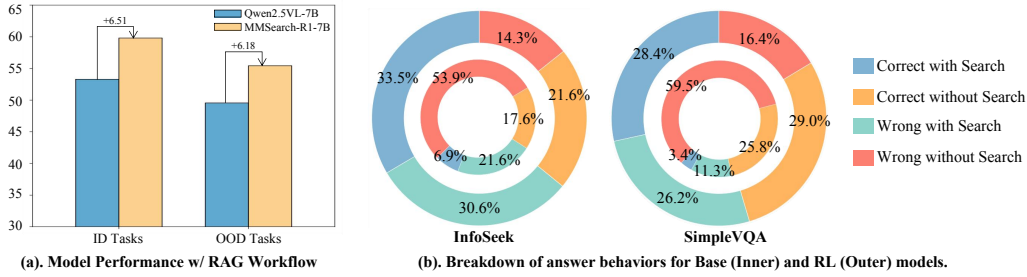 65
60
55
50
45
40
35
30
Qwen2.5VL-7B
MMSearch-R1-7B
+6.51
+6.18
ID Tasks
OOD Tasks
(a). Model Performance w/ RAG Workflow
14.3%
33.5%
53.9%
21.6%
17.6%
6.9%
21.6%
30.6%
InfoSeek
28.4%
16.4%
59.5%
29.0%
25.8%
3.4%
11.3%
26.2%
SimpleVQA
Correct with Search
Correct without Search
Wrong with Search
Wrong without Search
(b). Breakdown of answer behaviors for Base (Inner) and RL (Outer) models.